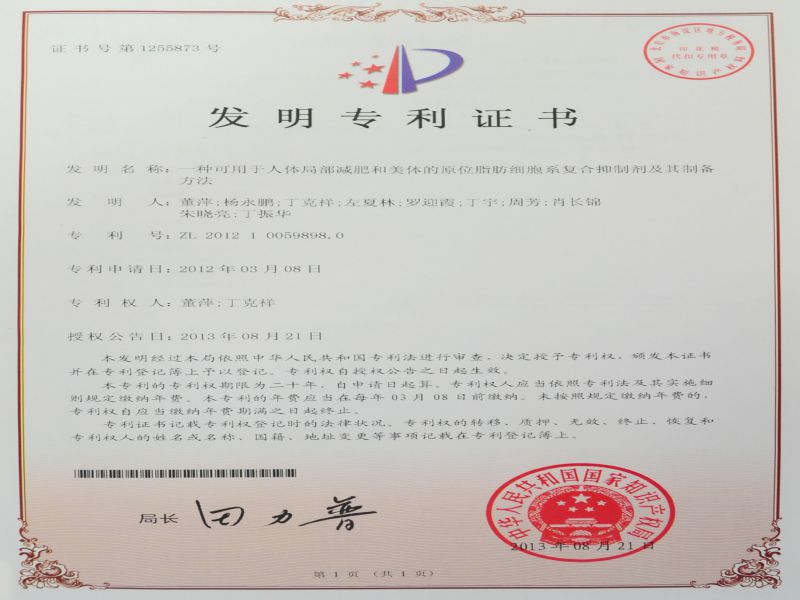 证书号第1255873号
印花税
代扣专用章
发明专利证书
发明名称：一种可用于人体局部减肥和美体的原位脂肪细胞系复合抑制剂及其制备
方法
发明人：董萍;杨永鹏;丁克祥;左夏林;罗迎霞;丁宇;周芳;肖长锦
朱晓亮;丁振华
专利号：ZL 2012 1 0059898.0
专利申请日：2012年03月08日
专利权人：董萍;丁克祥
授权公告日：2013年08月21日
本发明经过本局依照中华人民共和国专利法进行审查，决定授予专利权，颁发本证书
并在专利登记簿上予以登记。专利权自授权公告之日起生效。
本专利的专利权期限为二十年，自申请日起算。专利权人应当依照专利法及其实施细
则规定缴纳年费。本专利的年费应当在每年03月08日前缴纳。未按照规定缴纳年费的，
专利权自应当缴纳年费期满之日起终止。
专利证书记载专利权登记时的法律状况。专利权的转移、质押、无效、终止、恢复和
专利权人的姓名或名称、国籍、地址变更等事项记载在专利登记簿上。
局长 田力普
中华人民共和国国家知识产权局
2013年08月21日
第1页（共1页）